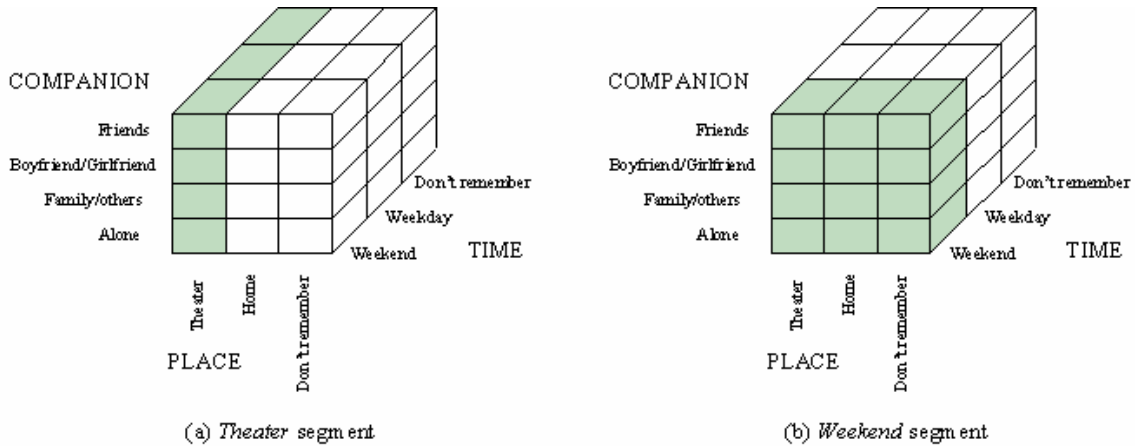 COMPANION
Friends
Boyfriend/Girlfriend
Family/others
Alone
Don't remember
Weekday
Weekend
TIME
Theater
Home
Don't remember
PLACE
(a) Theater segment
COMPANION
Friends
Boyfriend/Girlfriend
Family/others
Alone
Don't remember
Weekday
Weekend
TIME
Theater
Home
Don't remember
PLACE
(b) Weekend segment